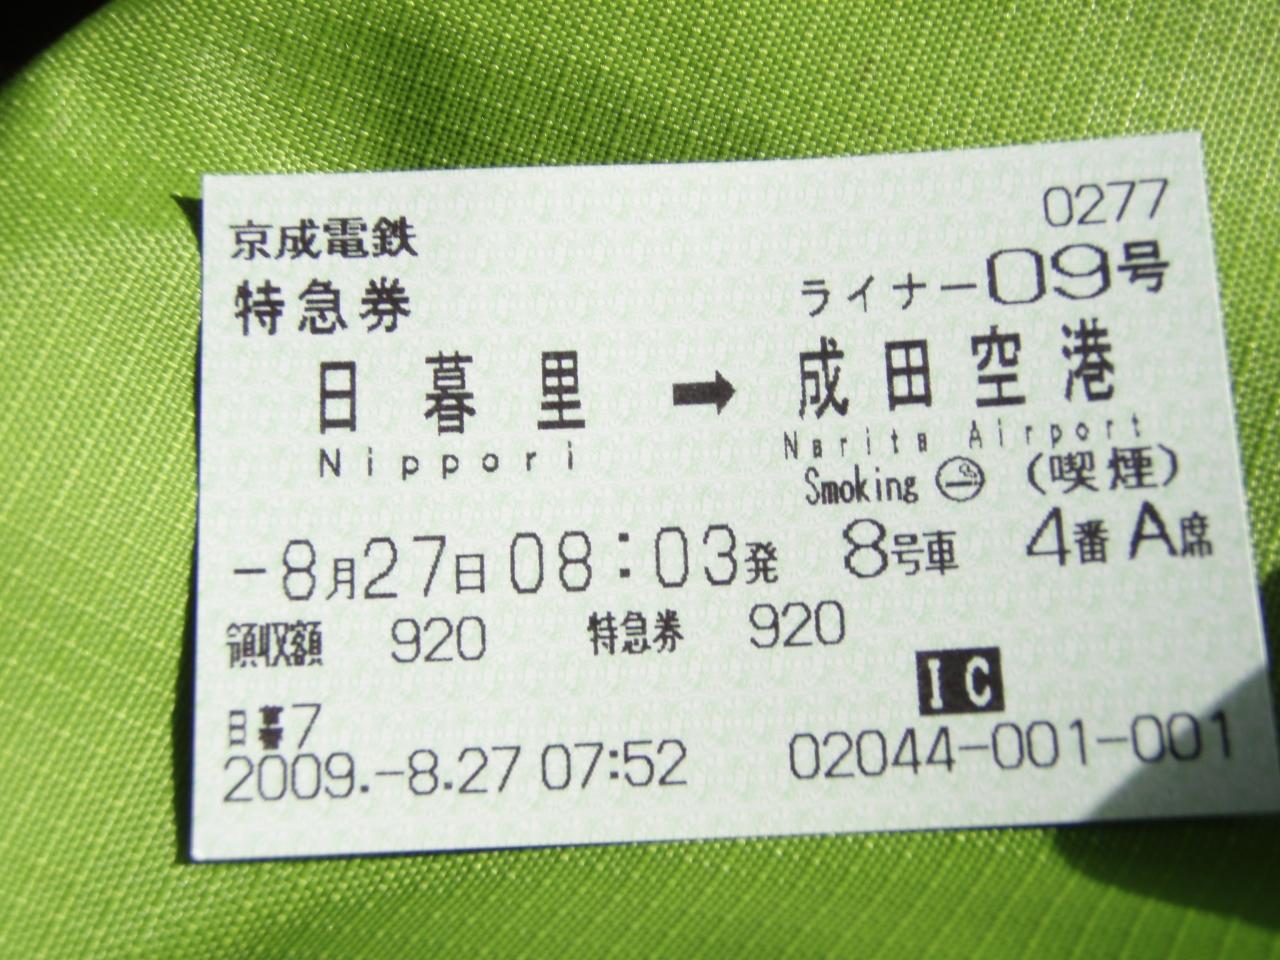 0277
京成電鉄
特急券 ライナー09号
日暮里 ➡ 成田空港
Nippori Narita Airport
Smoking (喫煙)
-8月27日 08:03発 8号車 4番A席
領収額 920 特急券 920
IC
日暮7
2009.-8.27 07:52 02044-001-001